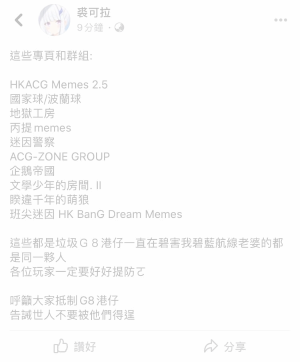 裘可拉
9分鐘
這些專頁和群組:
HKACG Memes 2.5
國家球/波蘭球
地獄工房
丙提memes
迷因警察
ACG-ZONE GROUP
企鵝帝國
文學少年的房間. II
睽違千年的萌狼
班尖迷因 HK BanG Dream Memes
這些都是垃圾G 8 港仔一直在碧害我碧藍航線老婆的都
是同一夥人
各位玩家一定要好好提防ㄛ
呼籲大家抵制G8港仔
告誡世人不要被他們得逞
讚好
分享